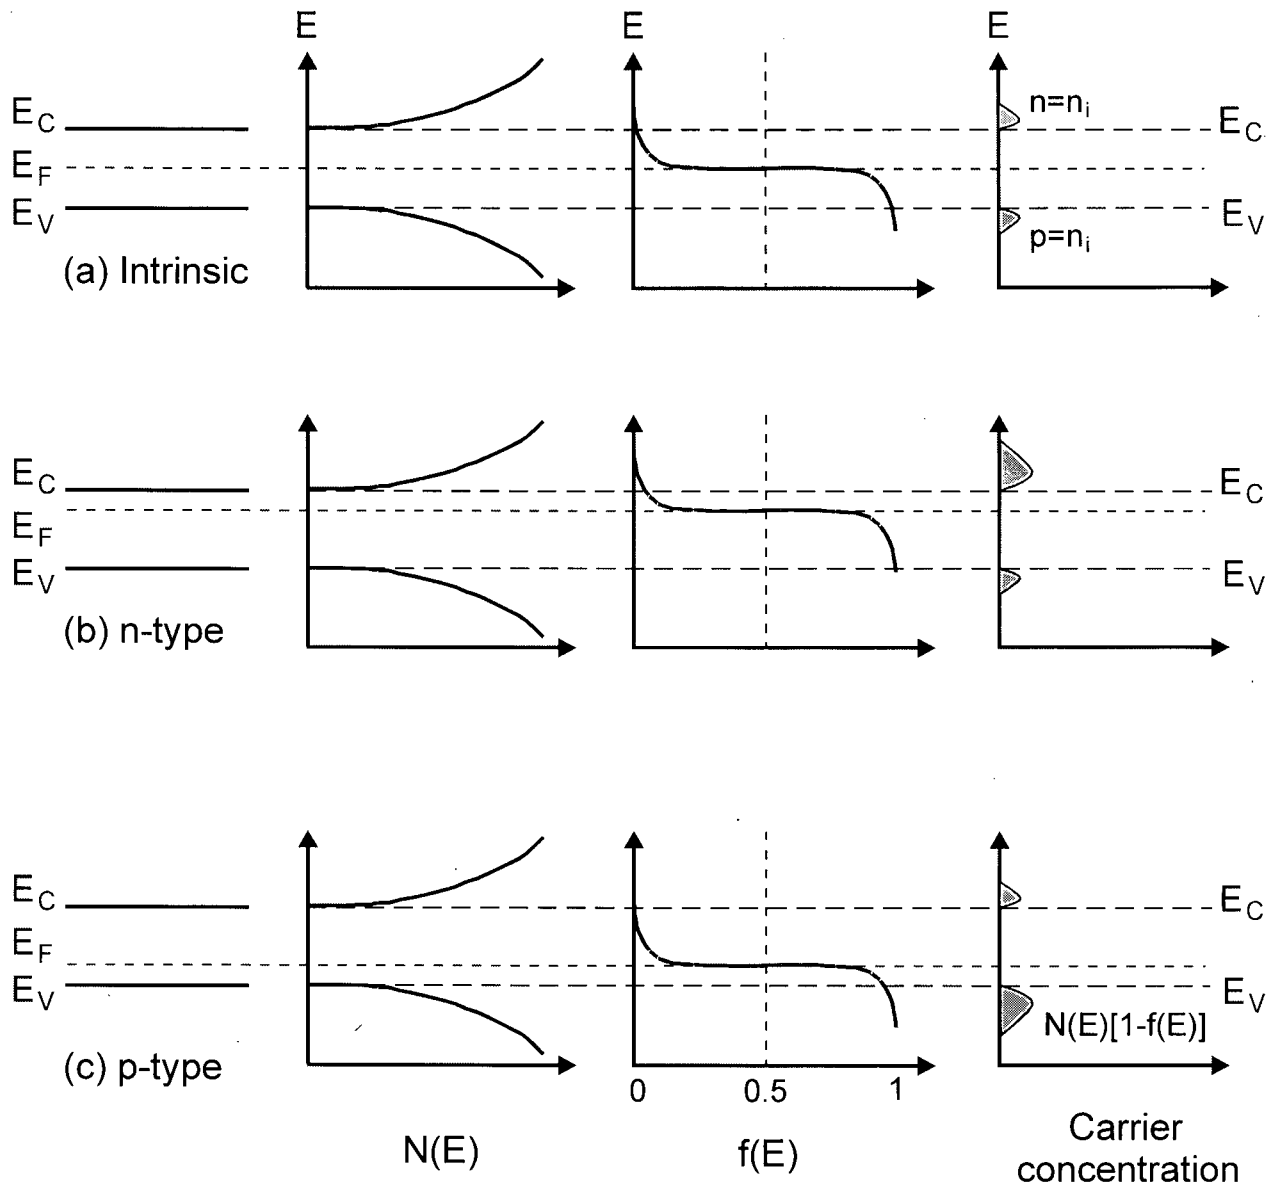 E E E
E_C n=n_i E_C
E_F
E_V p=n_i E_V
(a) Intrinsic
E_C E_C
E_F
E_V E_V
(b) n-type
E_C E_C
E_F
E_V E_V
N(E)[1-f(E)]
(c) p-type
0 0.5 1
N(E) f(E) Carrier
concentration